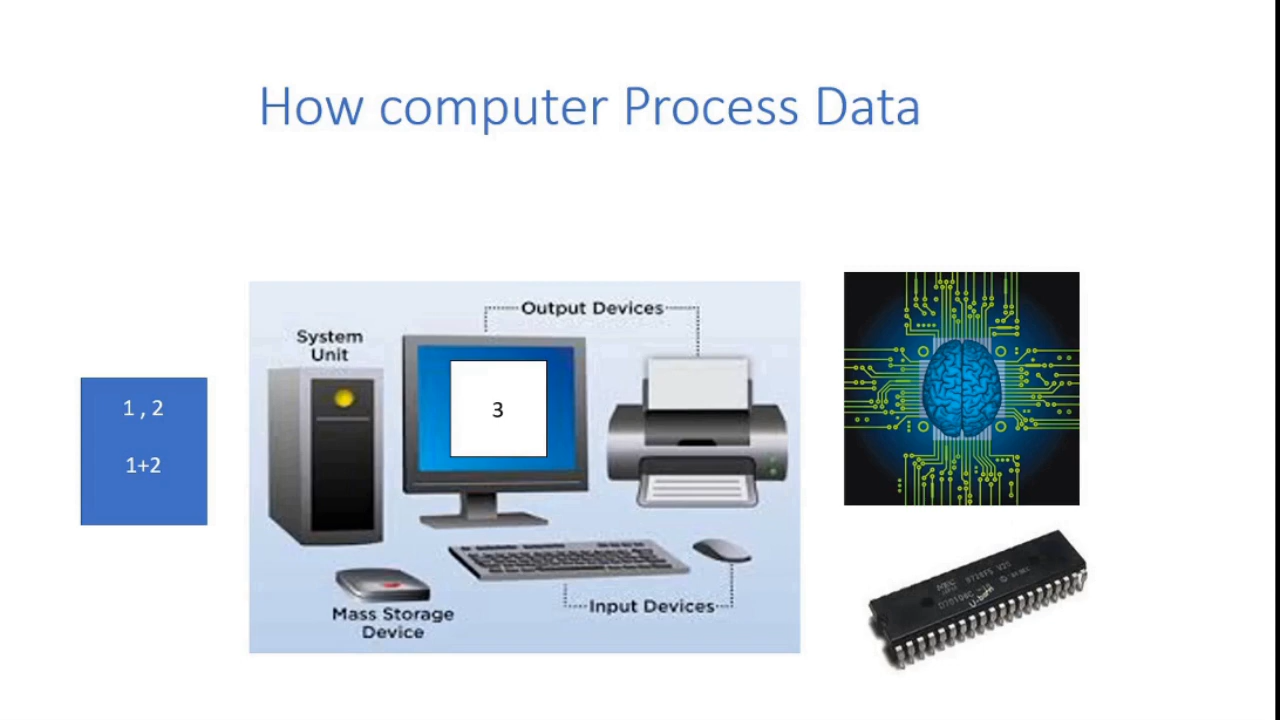 How computer Process Data
Output Devices
System
Unit
1 , 2
3
1+2
Input Devices
Mass Storage
Device